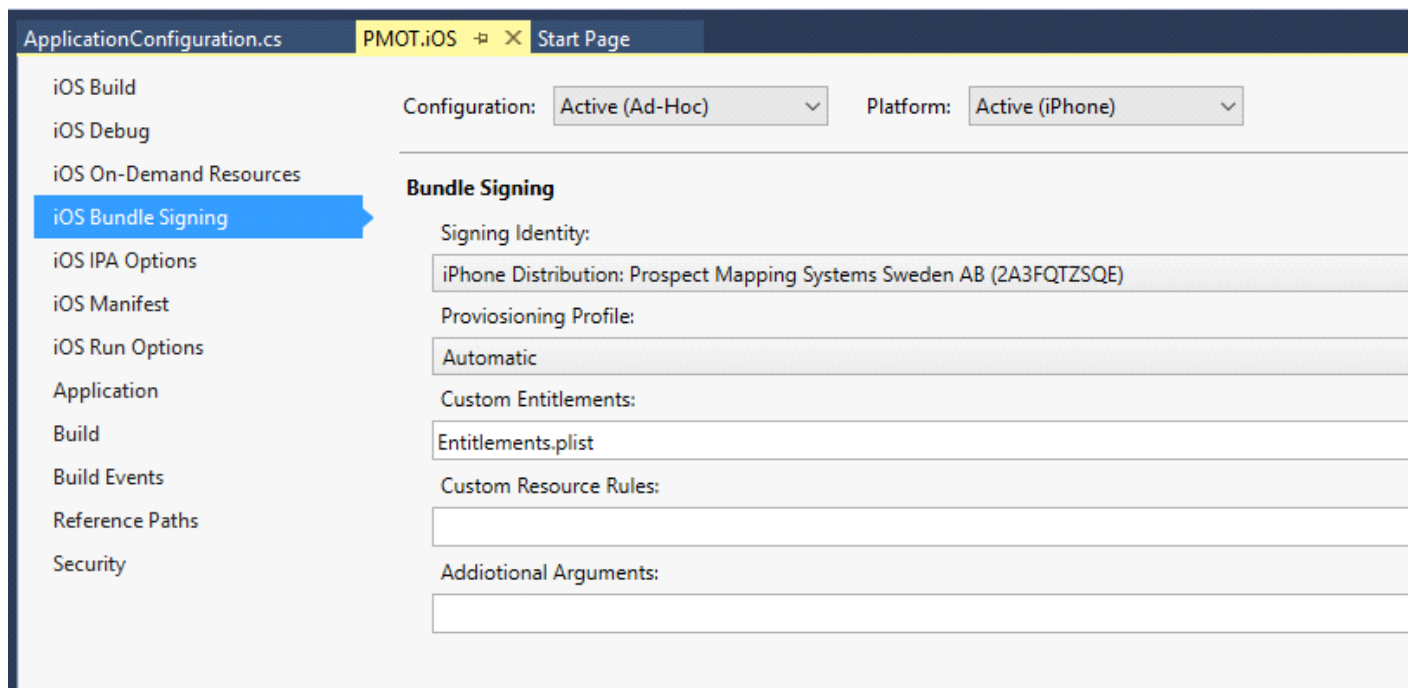 ApplicationConfiguration.cs PMOT.iOS Start Page
iOS Build
iOS Debug
iOS On-Demand Resources
iOS Bundle Signing
iOS IPA Options
iOS Manifest
iOS Run Options
Application
Build
Build Events
Reference Paths
Security
Configuration: Active (Ad-Hoc) Platform: Active (iPhone)
Bundle Signing
Signing Identity:
iPhone Distribution: Prospect Mapping Systems Sweden AB (2A3FQTZSQE)
Proviosioning Profile:
Automatic
Custom Entitlements:
Entitlements.plist
Custom Resource Rules:
Addiotional Arguments: